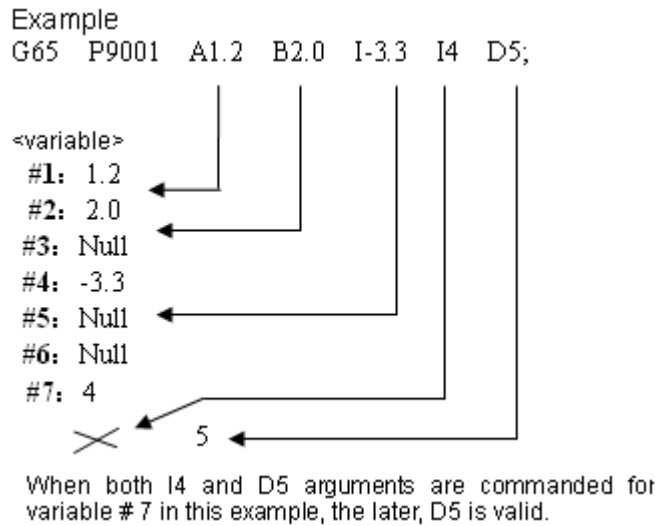 Example
G65 P9001 A1.2 B2.0 I-3.3 I4 D5;
<variable>
#1: 1.2
#2: 2.0
#3: Null
#4: -3.3
#5: Null
#6: Null
#7: 4
5
When both I4 and D5 arguments are commanded for
variable # 7 in this example, the later, D5 is valid.